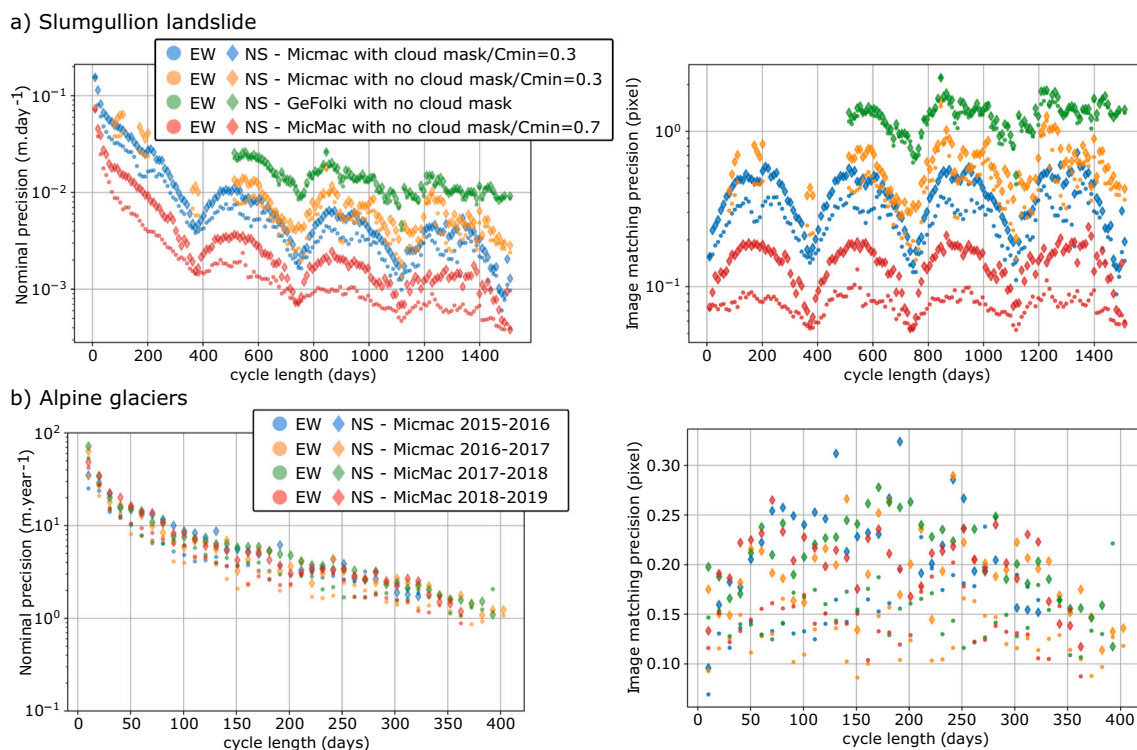 a) Slumgullion landslide
EW NS - Micmac with cloud mask/Cmin=0.3
EW NS - Micmac with no cloud mask/Cmin=0.3
EW NS - GeFolki with no cloud mask
EW NS - MicMac with no cloud mask/Cmin=0.7
Nominal precision (m.day⁻¹)
10⁻¹
10⁻²
10⁻³
0 200 400 600 800 1000 1200 1400
cycle length (days)
Image matching precision (pixel)
10⁰
10⁻¹
0 200 400 600 800 1000 1200 1400
cycle length (days)
b) Alpine glaciers
EW NS - Micmac 2015-2016
EW NS - Micmac 2016-2017
EW NS - MicMac 2017-2018
EW NS - MicMac 2018-2019
Nominal precision (m.year⁻¹)
10²
10¹
10⁰
10⁻¹
0 50 100 150 200 250 300 350 400
cycle length (days)
Image matching precision (pixel)
0.30
0.25
0.20
0.15
0.10
0 50 100 150 200 250 300 350 400
cycle length (days)